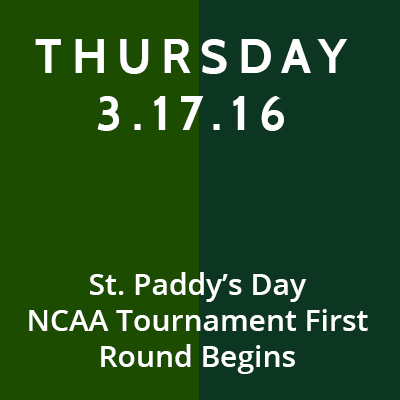 THURSDAY
3.17.16
St. Paddy’s Day
NCAA Tournament First
Round Begins